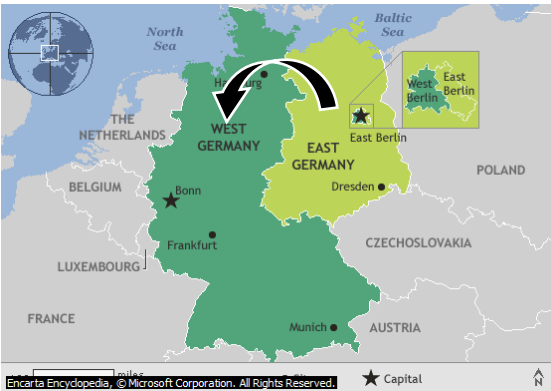 North
Sea
Baltic
Sea
Hamburg
THE
NETHERLANDS
WEST
GERMANY
EAST
GERMANY
East Berlin
West
Berlin
East
Berlin
POLAND
BELGIUM
Bonn
Dresden
Frankfurt
CZECHOSLOVAKIA
LUXEMBOURG
FRANCE
Munich
AUSTRIA
miles
Capital
N
Encarta Encyclopedia, © Microsoft Corporation. All Rights Reserved.